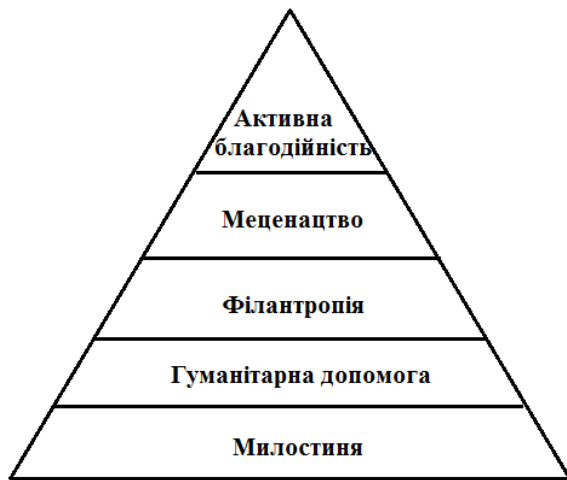 Активна
благодійність
Меценацтво
Філантропія
Гуманітарна допомога
Милостиня